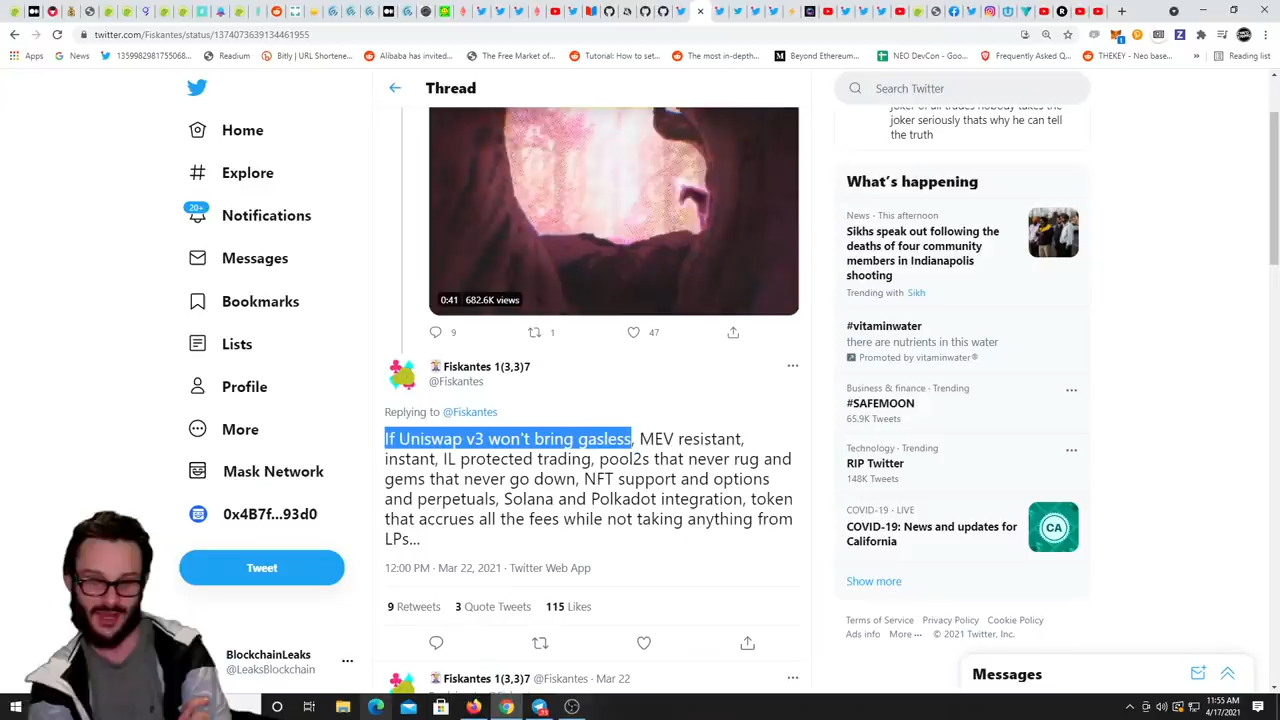 twitter.com/Fiskantes/status/1374073639134461955
Apps
News
1359982981755068...
Readium
Bitly | URL Shortene...
Alibaba has invited...
The Free Market of...
Tutorial: How to set...
The most in-depth...
Beyond Ethereum...
NEO DevCon - Goo...
Frequently Asked Q...
THEKEY - Neo base...
»
Reading list
Home
Explore
20+
Notifications
Messages
Bookmarks
Lists
Profile
More
Mask Network
0x4B7f...93d0
Tweet
BlockchainLeaks
@LeaksBlockchain
Thread
0:41 682.6K views
9
1
47
Fiskantes 1(3,3)7
@Fiskantes
Replying to @Fiskantes
If Uniswap v3 won't bring gasless, MEV resistant,
instant, IL protected trading, pool2s that never rug and
gems that never go down, NFT support and options
and perpetuals, Solana and Polkadot integration, token
that accrues all the fees while not taking anything from
LPs...
12:00 PM · Mar 22, 2021 · Twitter Web App
9 Retweets 3 Quote Tweets 115 Likes
Fiskantes 1(3,3)7 @Fiskantes · Mar 22
Search Twitter
joker of all trades nobody takes the
joker seriously thats why he can tell
the truth
What's happening
News · This afternoon
Sikhs speak out following the
deaths of four community
members in Indianapolis
shooting
Trending with Sikh
#vitaminwater
there are nutrients in this water
Promoted by vitaminwater®
Business & finance · Trending
#SAFEMOON
65.9K Tweets
Technology · Trending
RIP Twitter
148K Tweets
COVID-19 · LIVE
COVID-19: News and updates for
California
CA
Show more
Terms of Service Privacy Policy Cookie Policy
Ads info More ··· © 2021 Twitter, Inc.
Messages
11:55 AM
4/17/2021